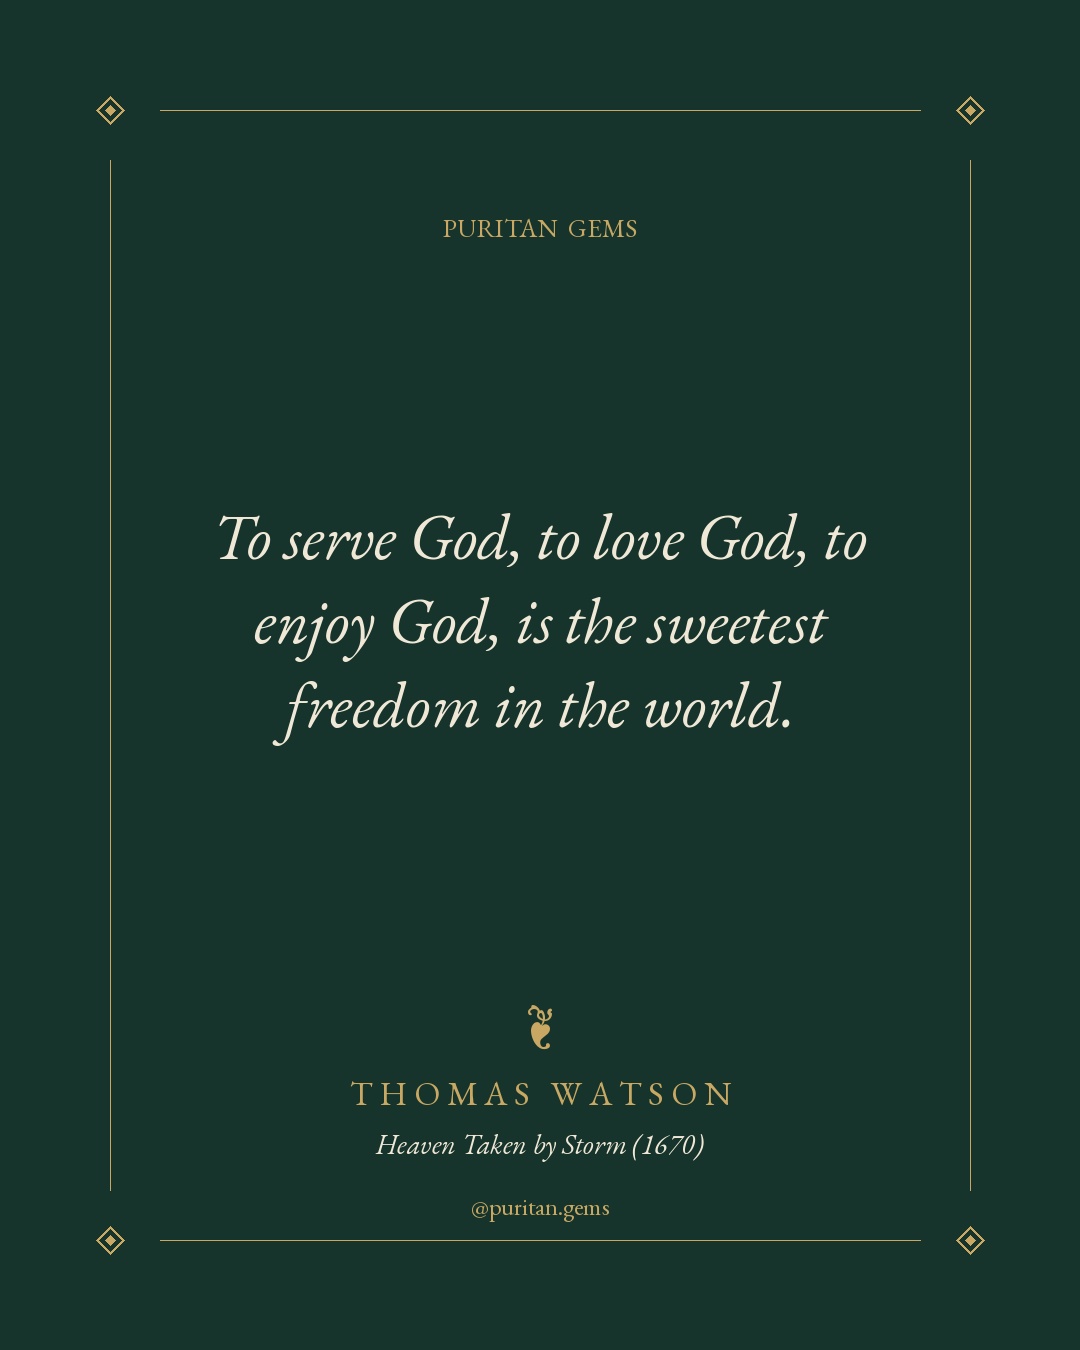 PURITAN GEMS
To serve God, to love God, to
enjoy God, is the sweetest
freedom in the world.
THOMAS WATSON
Heaven Taken by Storm (1670)
@puritan.gems